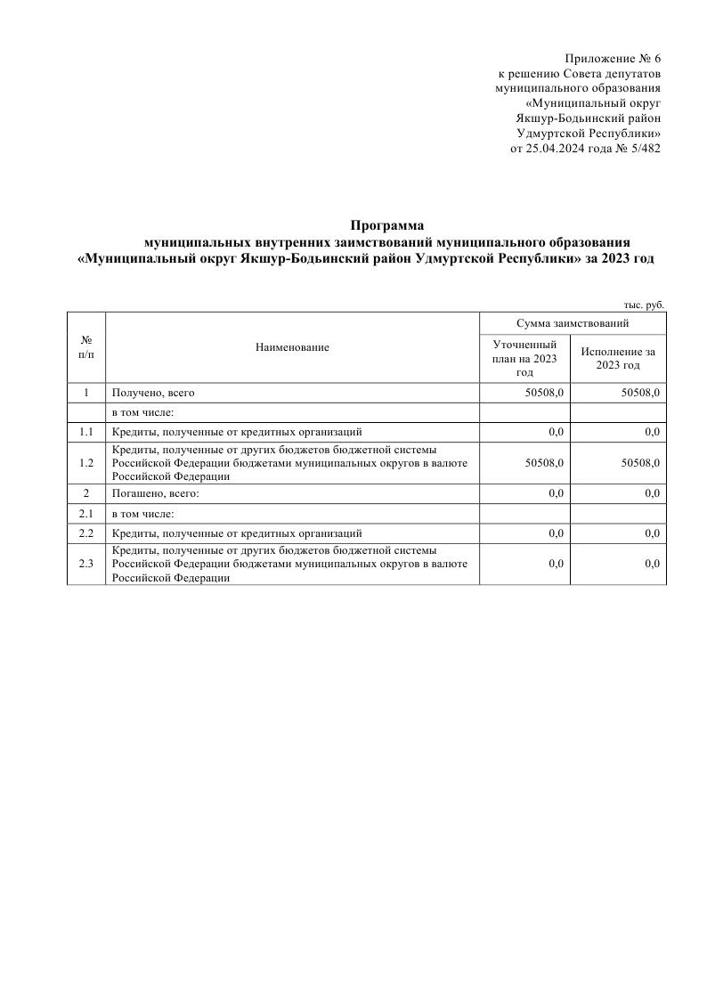 Приложение № 6
к решению Совета депутатов
муниципального образования
«Муниципальный округ
Якшур-Бодьинский район
Удмуртской Республики»
от 25.04.2024 года № 5/482
Программа
муниципальных внутренних заимствований муниципального образования
«Муниципальный округ Якшур-Бодьинский район Удмуртской Республики» за 2023 год
тыс. руб.
№
п/п
Наименование
Сумма заимствований
Уточненный
план на 2023
год
Исполнение за
2023 год
1 Получено, всего 50508,0 50508,0
в том числе:
1.1 Кредиты, полученные от кредитных организаций 0,0 0,0
Кредиты, полученные от других бюджетов бюджетной системы
1.2 Российской Федерации бюджетами муниципальных округов в валюте 50508,0 50508,0
Российской Федерации
2 Погашено, всего: 0,0 0,0
2.1 в том числе:
2.2 Кредиты, полученные от кредитных организаций 0,0 0,0
Кредиты, полученные от других бюджетов бюджетной системы
2.3 Российской Федерации бюджетами муниципальных округов в валюте 0,0 0,0
Российской Федерации